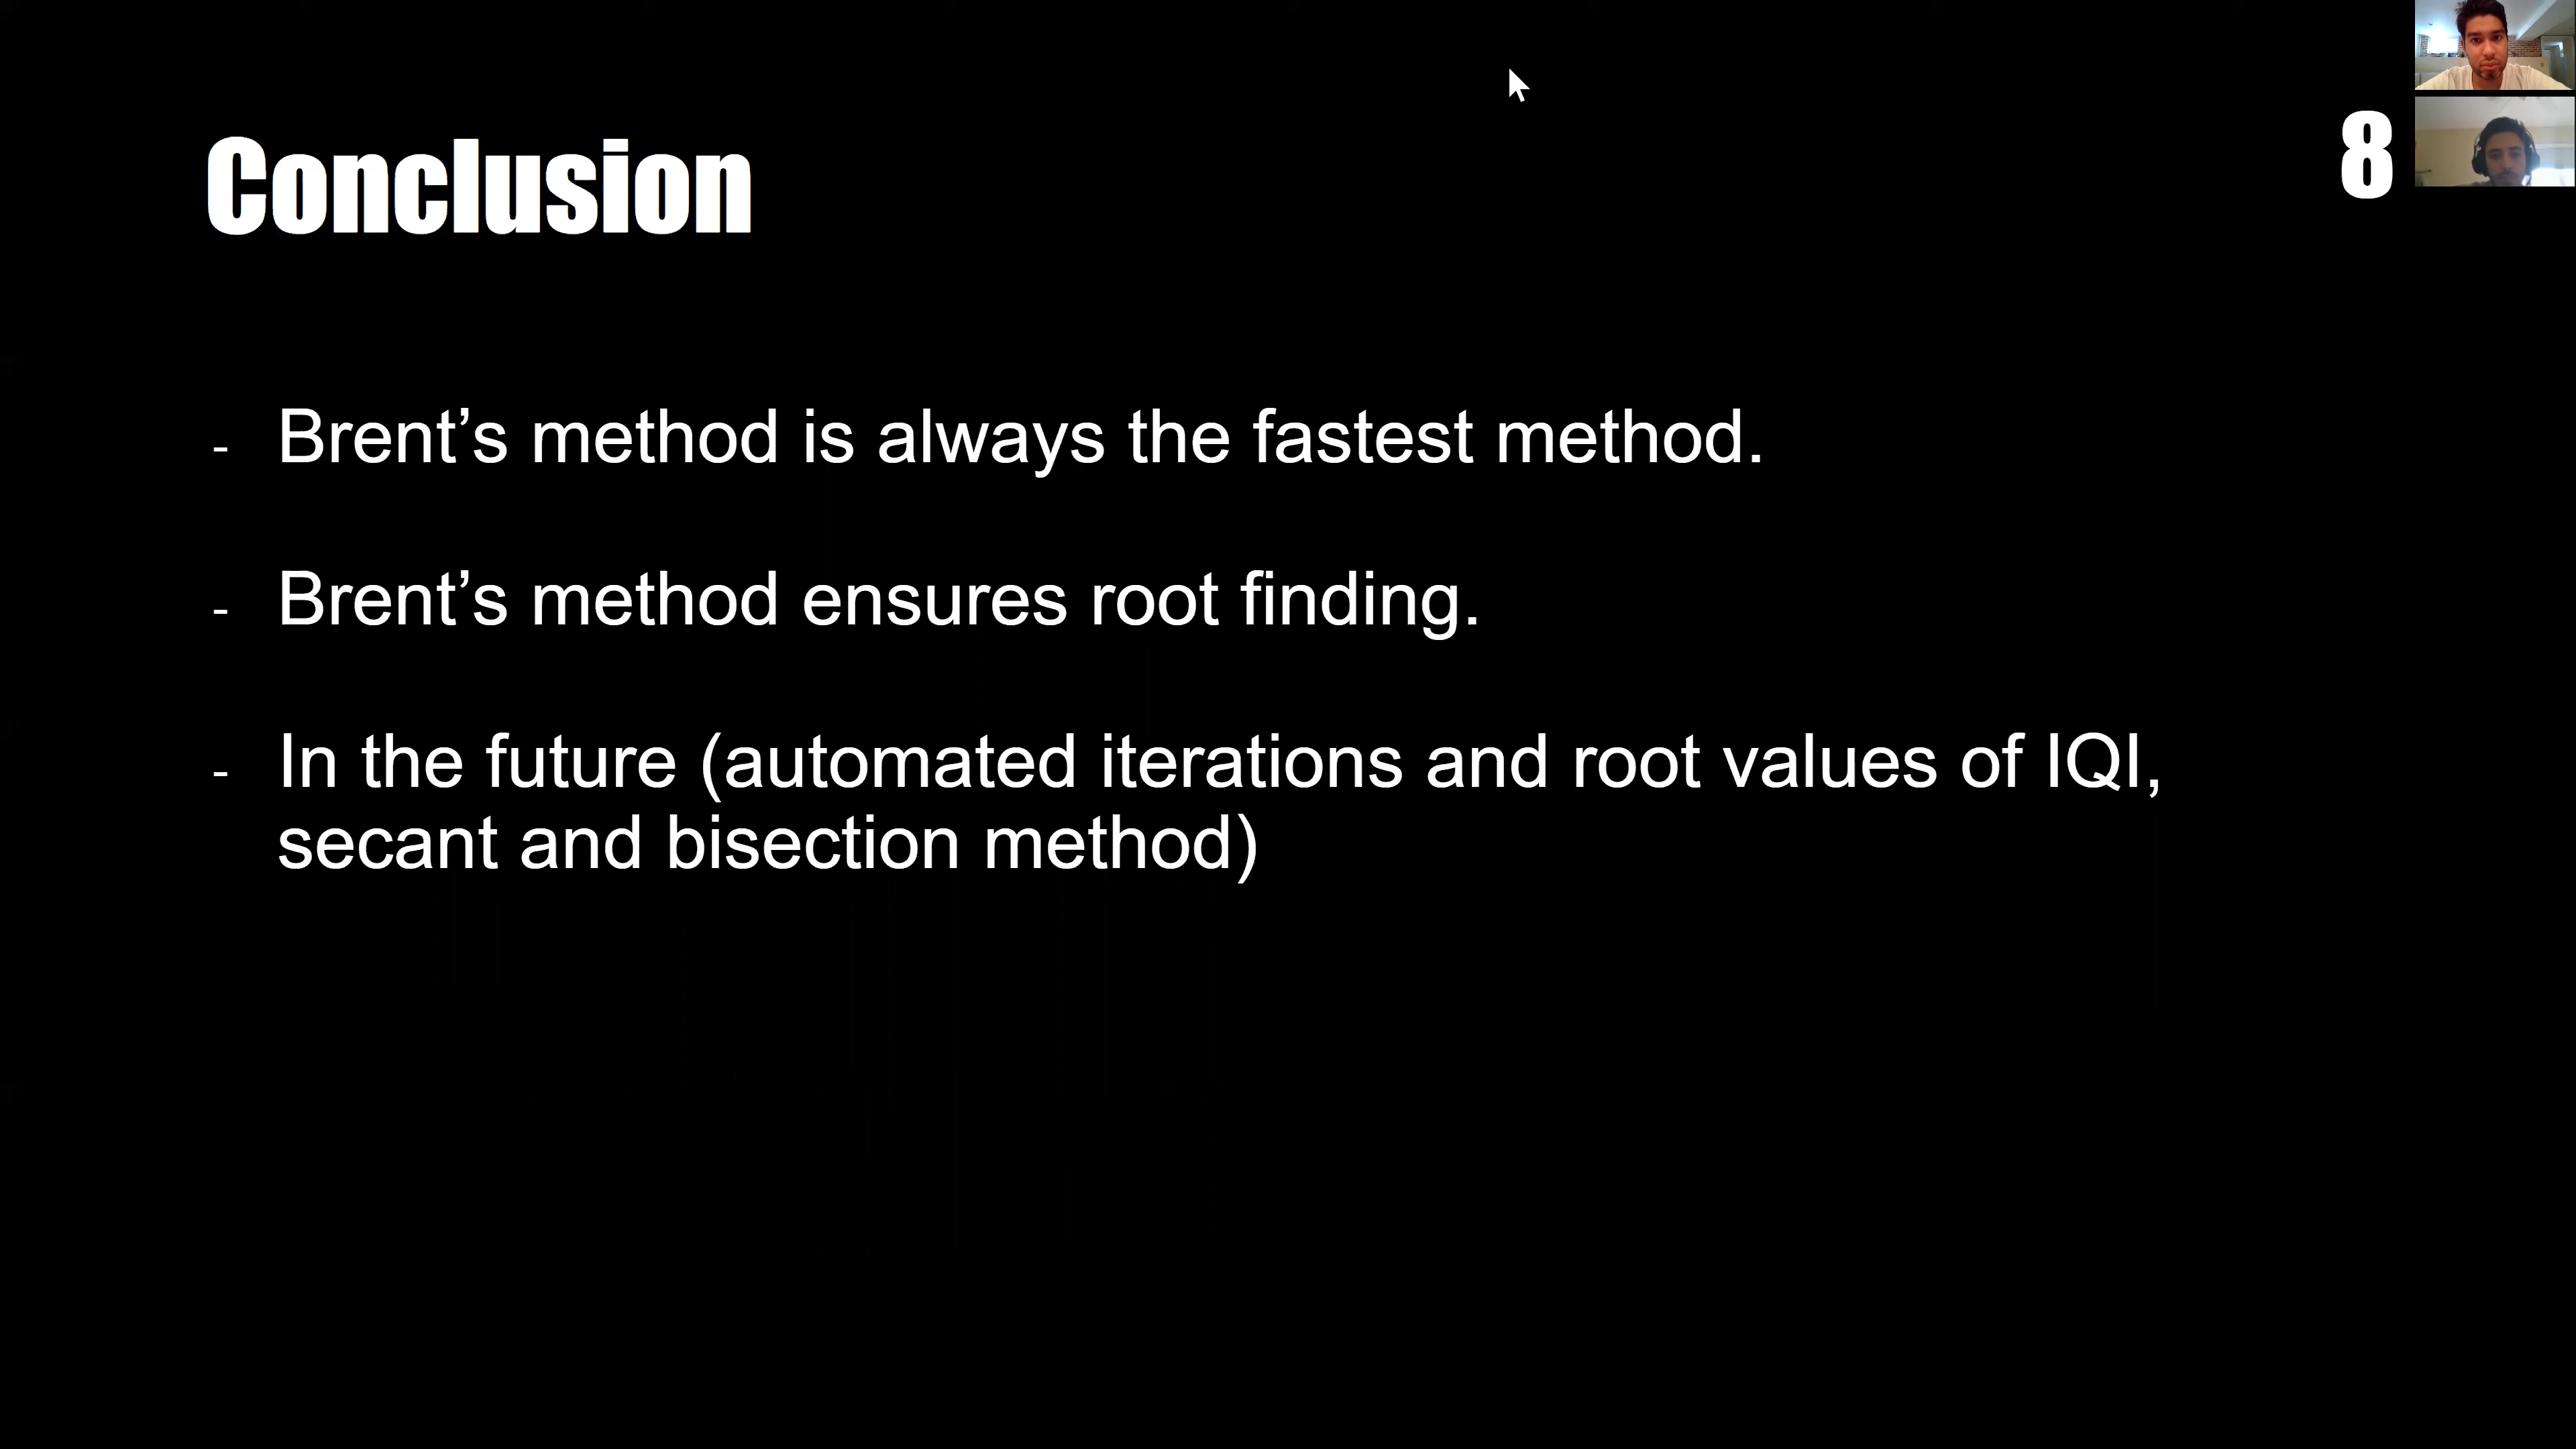 Conclusion
8
- Brent’s method is always the fastest method.
- Brent’s method ensures root finding.
- In the future (automated iterations and root values of IQI,
secant and bisection method)